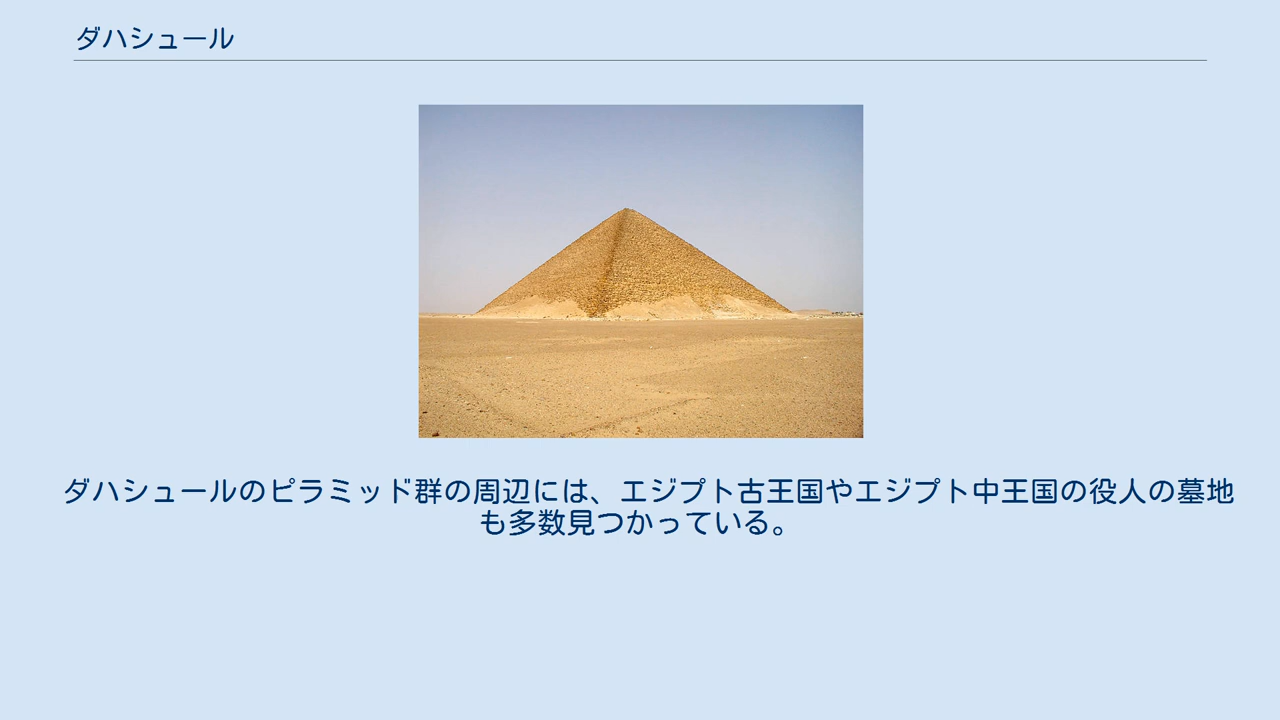 ダハシュール
ダハシュールのピラミッド群の周辺には、エジプト古王国やエジプト中王国の役人の墓地
も多数見つかっている。